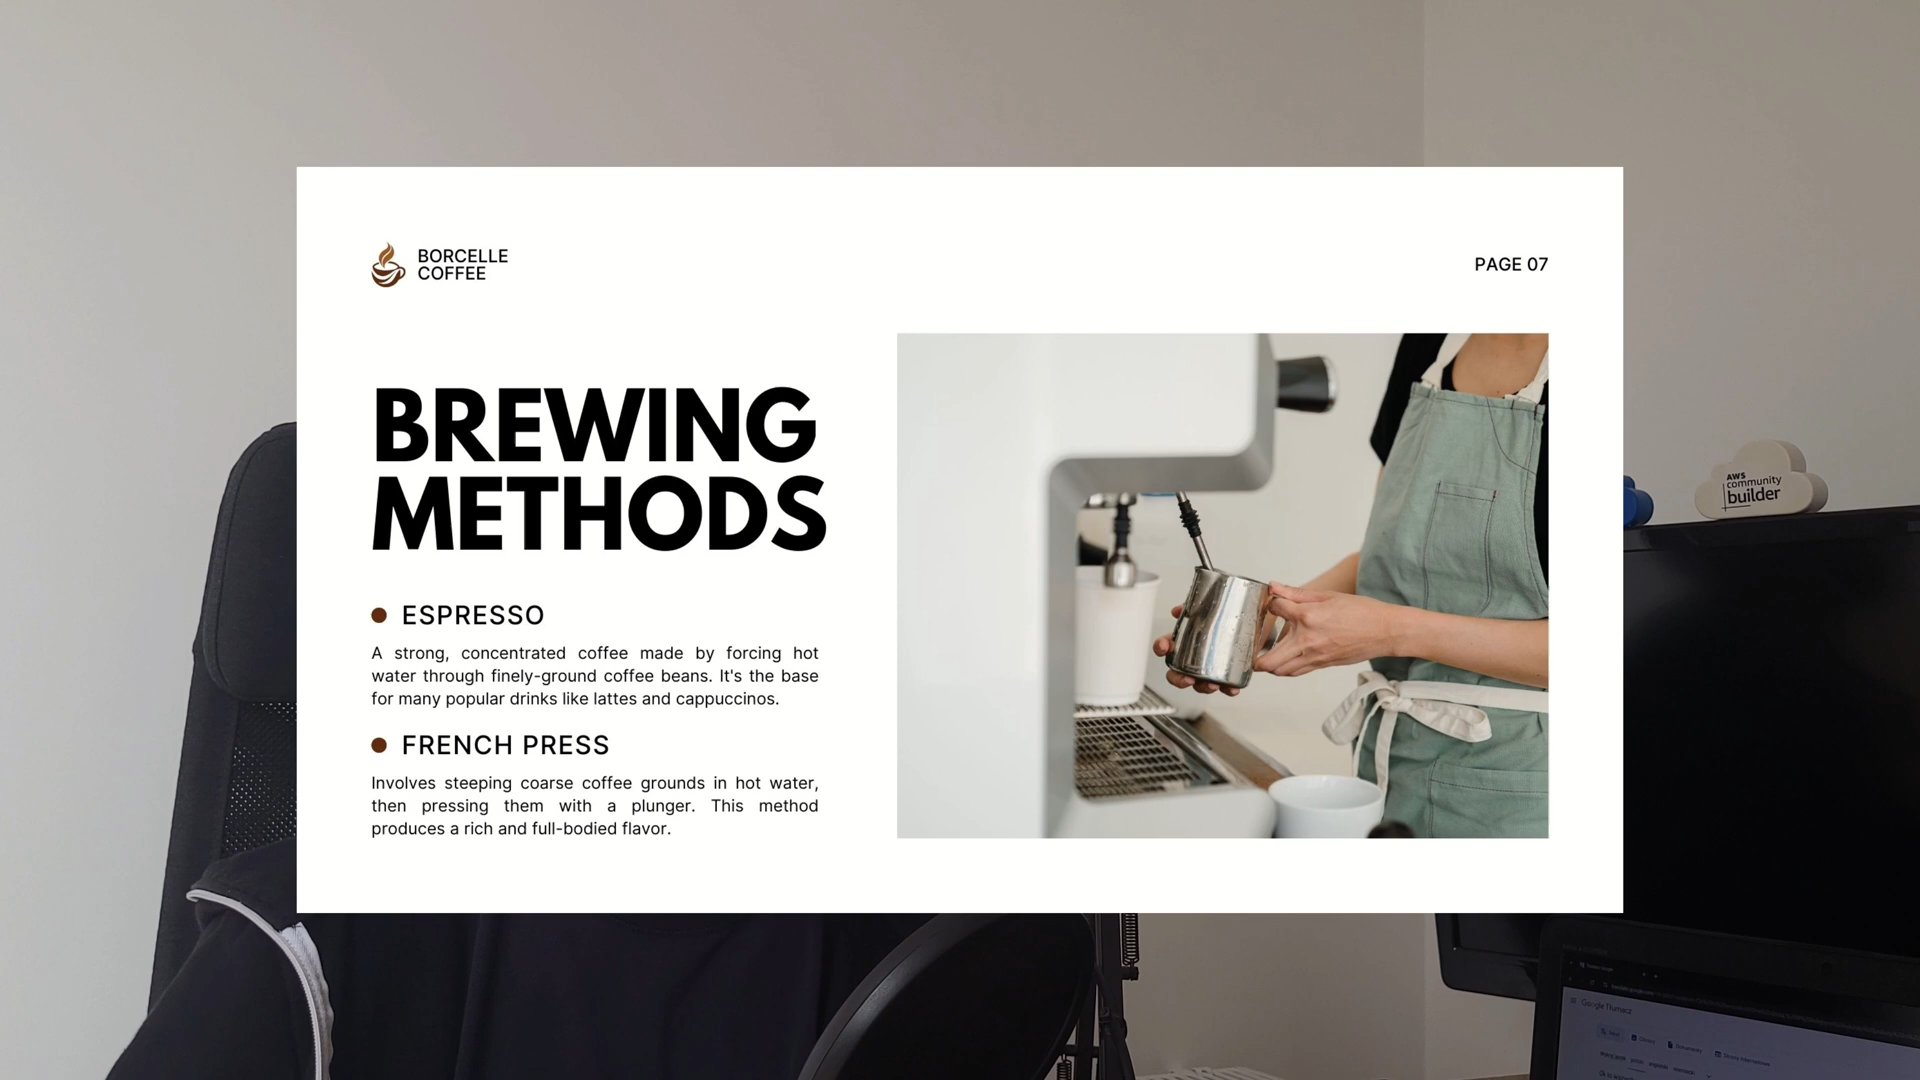 BORCELLE
COFFEE
PAGE 07
BREWING
METHODS
ESPRESSO
A strong, concentrated coffee made by forcing hot
water through finely-ground coffee beans. It's the base
for many popular drinks like lattes and cappuccinos.
FRENCH PRESS
Involves steeping coarse coffee grounds in hot water,
then pressing them with a plunger. This method
produces a rich and full-bodied flavor.
AWS
community
builder
Google Tłumacz